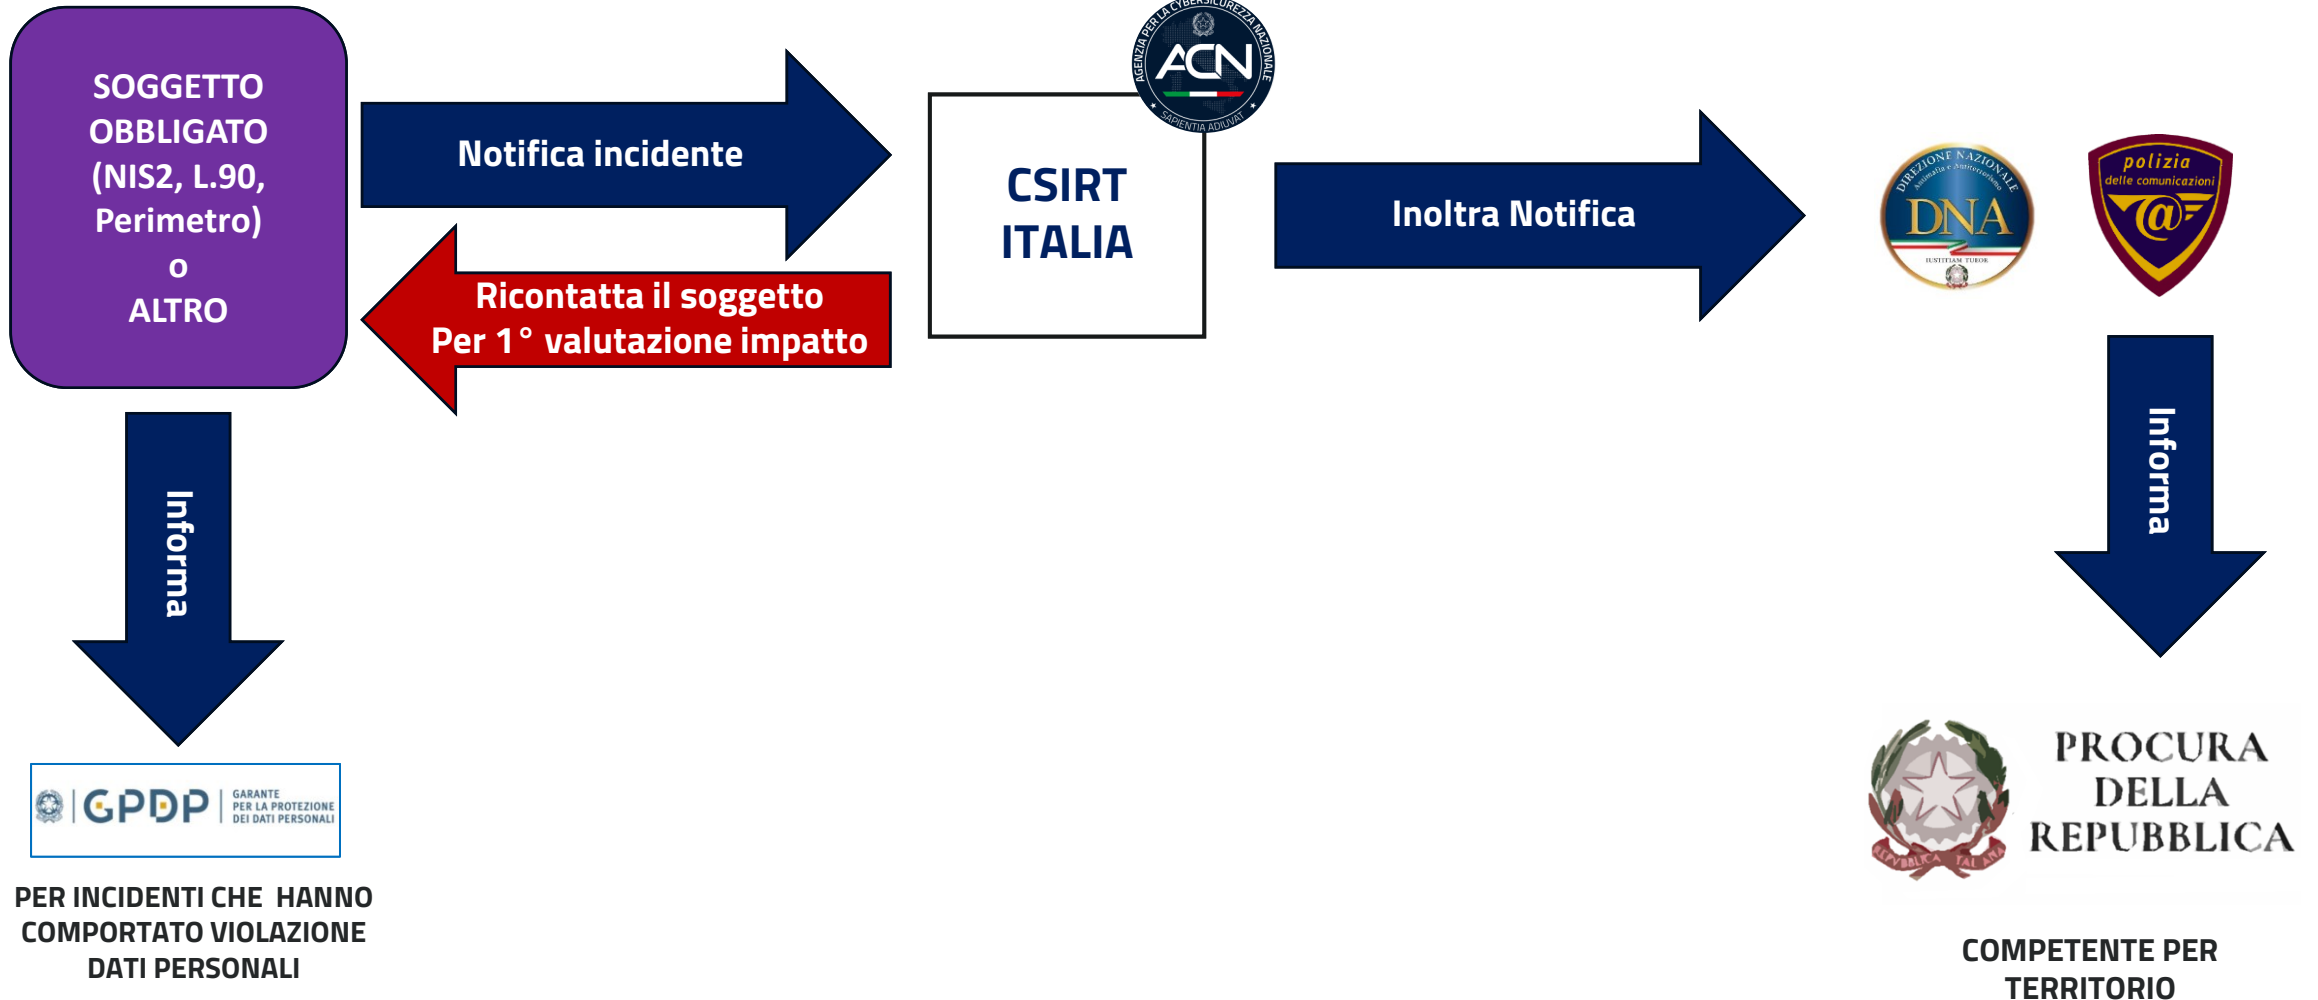 SOGGETTO
OBBLIGATO
(NIS2, L.90,
Perimetro)
o
ALTRO
Notifica incidente
Ricontatta il soggetto
Per 1° valutazione impatto
AGENZIA PER LA CYBERSICUREZZA NAZIONALE
ACN
SAPIENTIA ADIUVAT
CSIRT
ITALIA
Inoltra Notifica
DIREZIONE NAZIONALE
Antimafia e Antiterrorismo
DNA
IUSTITIAM TUEOR
polizia
delle comunicazioni
@
Informa
Informa
GPDP
GARANTE
PER LA PROTEZIONE
DEI DATI PERSONALI
PER INCIDENTI CHE HANNO
COMPORTATO VIOLAZIONE
DATI PERSONALI
PROCURA
DELLA
REPUBBLICA
COMPETENTE PER
TERRITORIO